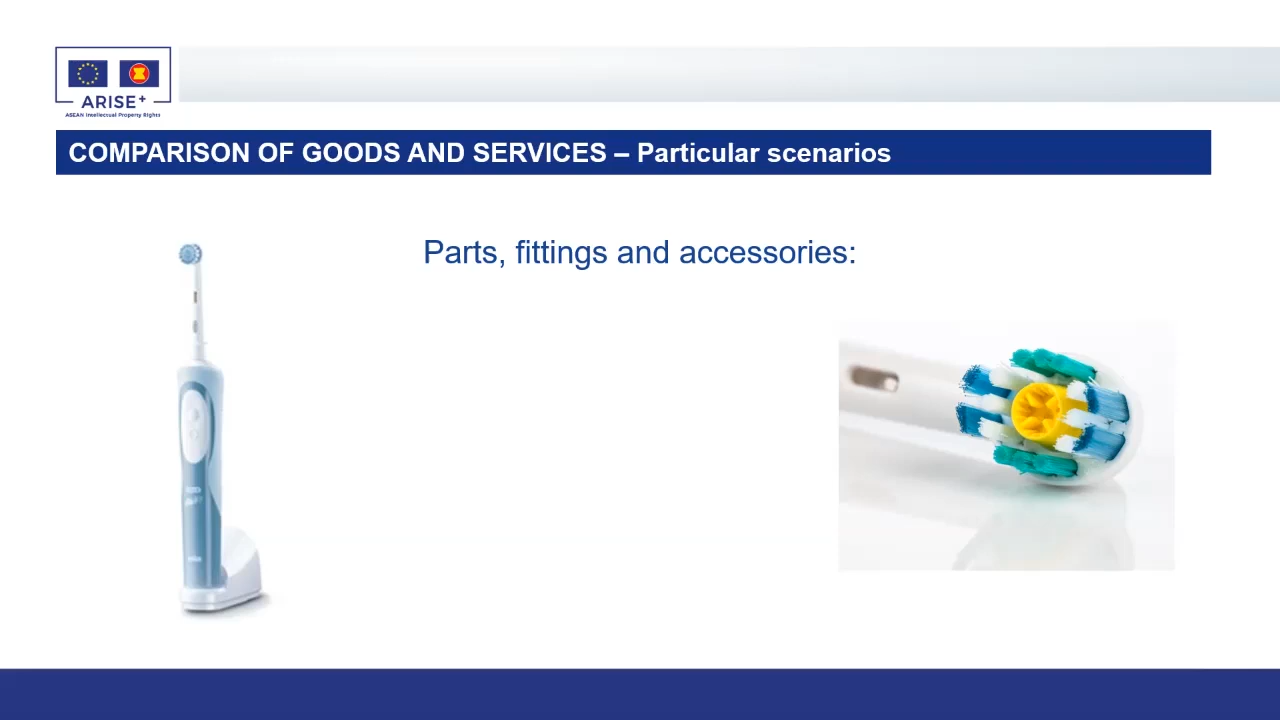 ARISE+
ASEAN Intellectual Property Rights
COMPARISON OF GOODS AND SERVICES – Particular scenarios
Parts, fittings and accessories: